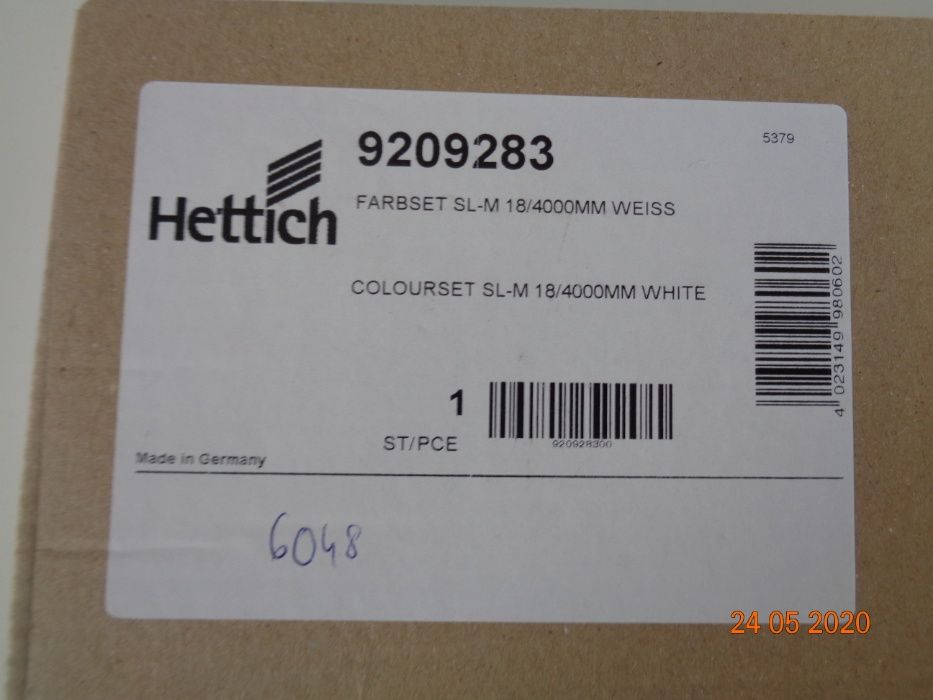 9209283
5379
Hettich
FARBSET SL-M 18/4000MM WEISS
COLOURSET SL-M 18/4000MM WHITE
4 023149 980602
1
ST/PCE
920928300
Made in Germany
6048
24 05 2020